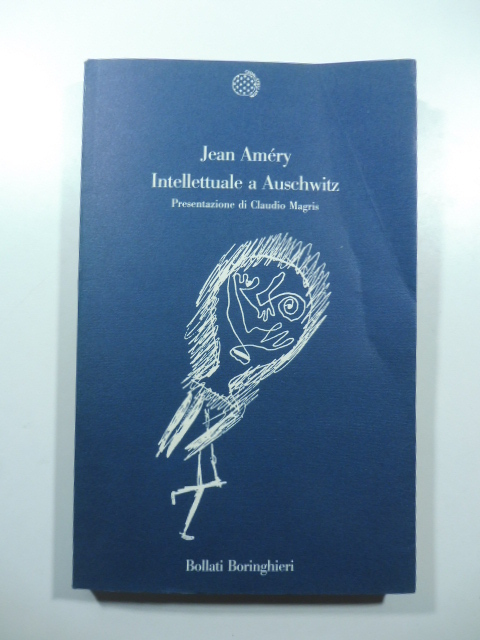 Jean Améry
Intellettuale a Auschwitz
Presentazione di Claudio Magris
Bollati Boringhieri